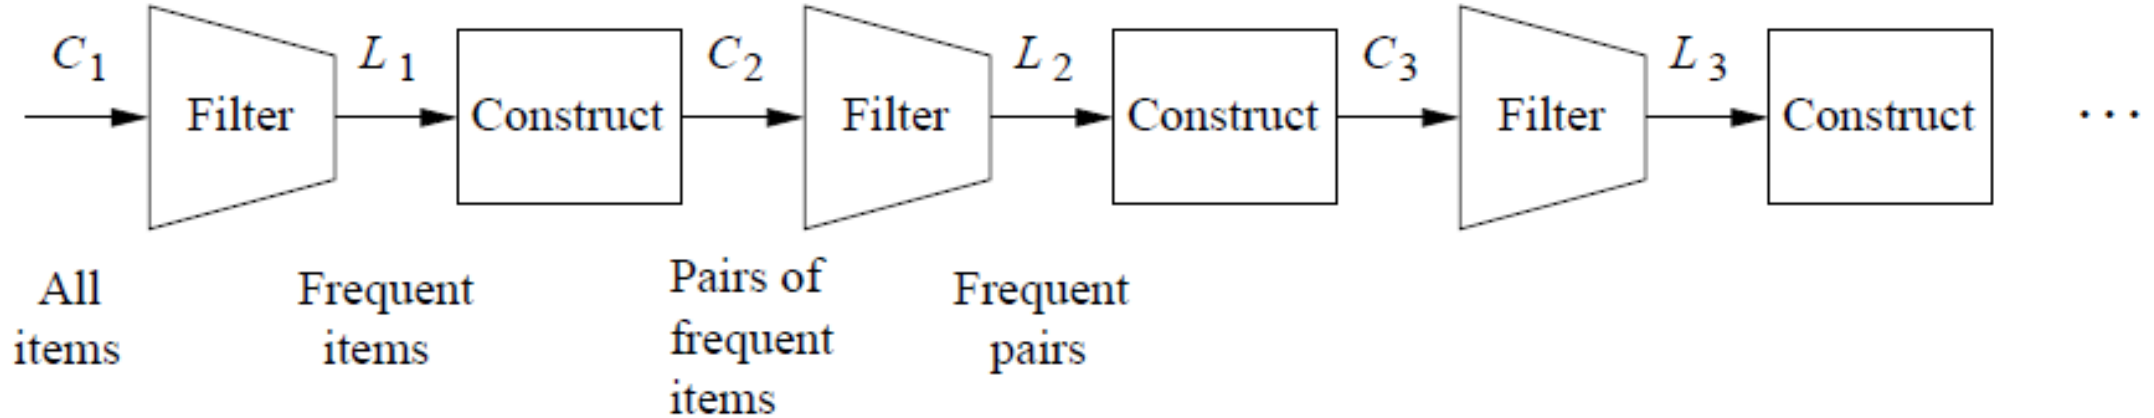 C1 Filter L1 Construct C2 Filter L2 Construct C3 Filter L3 Construct ...
All
items
Frequent
items
Pairs of
frequent
items
Frequent
pairs